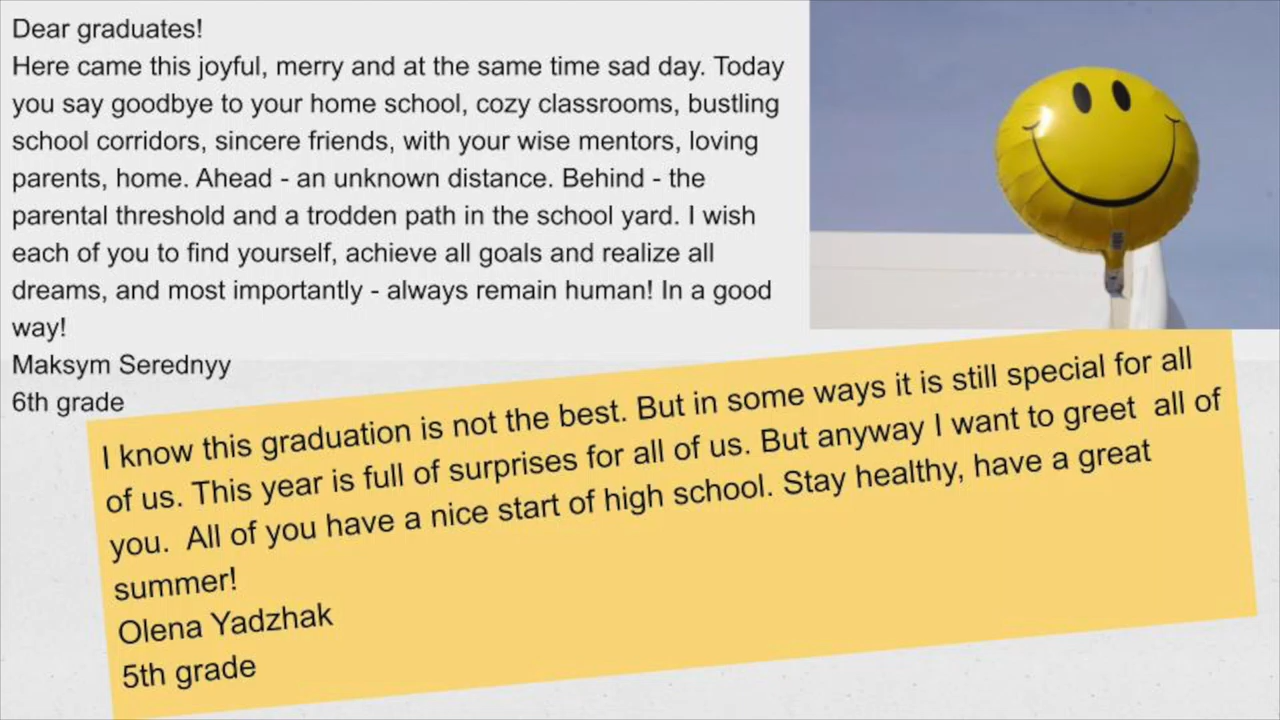 Dear graduates!
Here came this joyful, merry and at the same time sad day. Today
you say goodbye to your home school, cozy classrooms, bustling
school corridors, sincere friends, with your wise mentors, loving
parents, home. Ahead - an unknown distance. Behind - the
parental threshold and a trodden path in the school yard. I wish
each of you to find yourself, achieve all goals and realize all
dreams, and most importantly - always remain human! In a good
way!
Maksym Serednyy
6th grade
I know this graduation is not the best. But in some ways it is still special for all
of us. This year is full of surprises for all of us. But anyway I want to greet  all of
you.  All of you have a nice start of high school. Stay healthy, have a great
summer!
Olena Yadzhak
5th grade